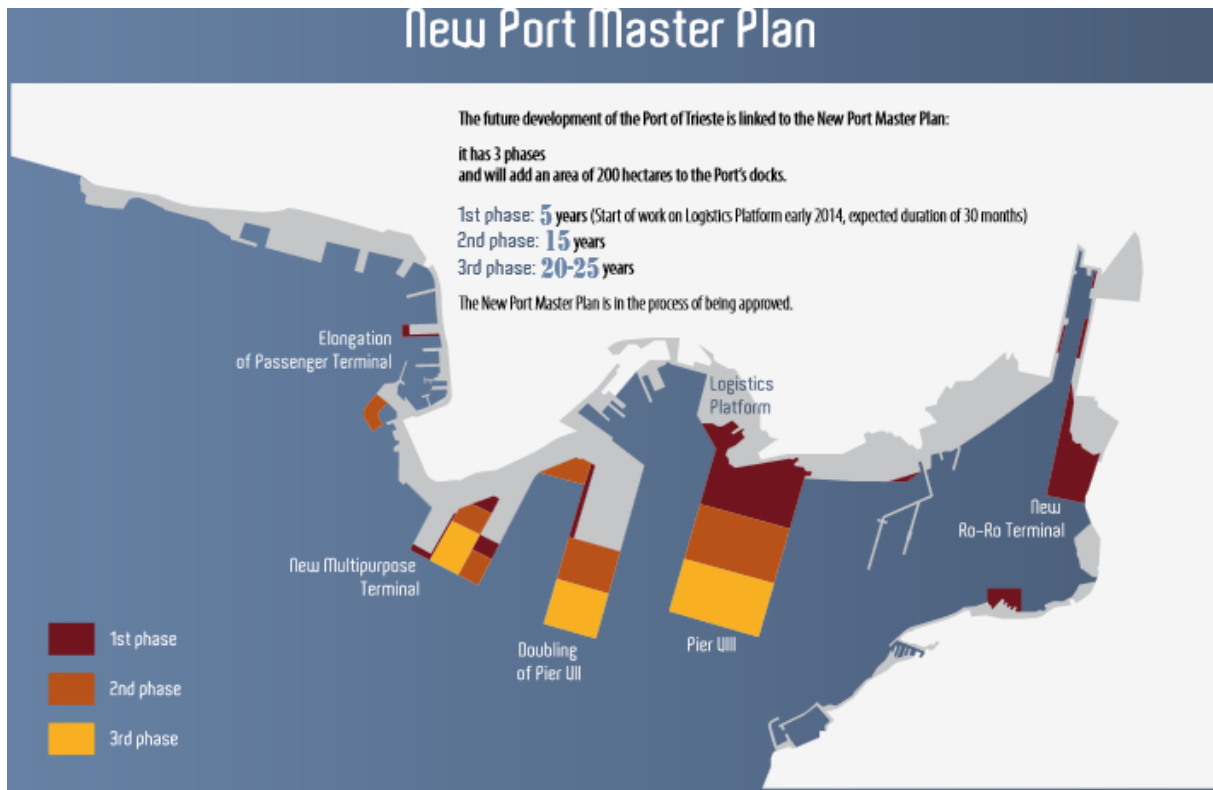 New Port Master Plan
The future development of the Port of Trieste is linked to the New Port Master Plan:
it has 3 phases
and will add an area of 200 hectares to the Port's docks.
1st phase: 5 years (Start of work on Logistics Platform early 2014, expected duration of 30 months)
2nd phase: 15 years
3rd phase: 20-25 years
The New Port Master Plan is in the process of being approved.
Elongation
of Passenger Terminal
Logistics
Platform
New
Ro-Ro Terminal
New Multipurpose
Terminal
Doubling
of Pier VII
Pier VIII
1st phase
2nd phase
3rd phase